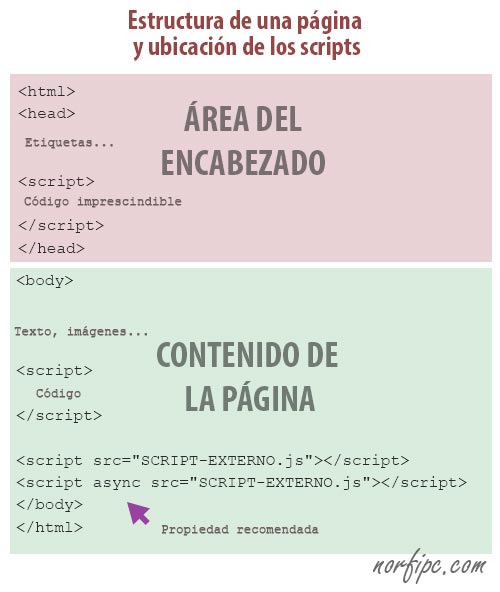 Estructura de una página
y ubicación de los scripts
<html>
<head>
ÁREA DEL
ENCABEZADO
Etiquetas...
<script>
Código imprescindible
</script>
</head>
<body>
Texto, imágenes...
CONTENIDO DE
LA PÁGINA
<script>
Código
</script>
<script src="SCRIPT-EXTERNO.js"></script>
<script async src="SCRIPT-EXTERNO.js"></script>
</body>
</html>
Propiedad recomendada
norfipc.com